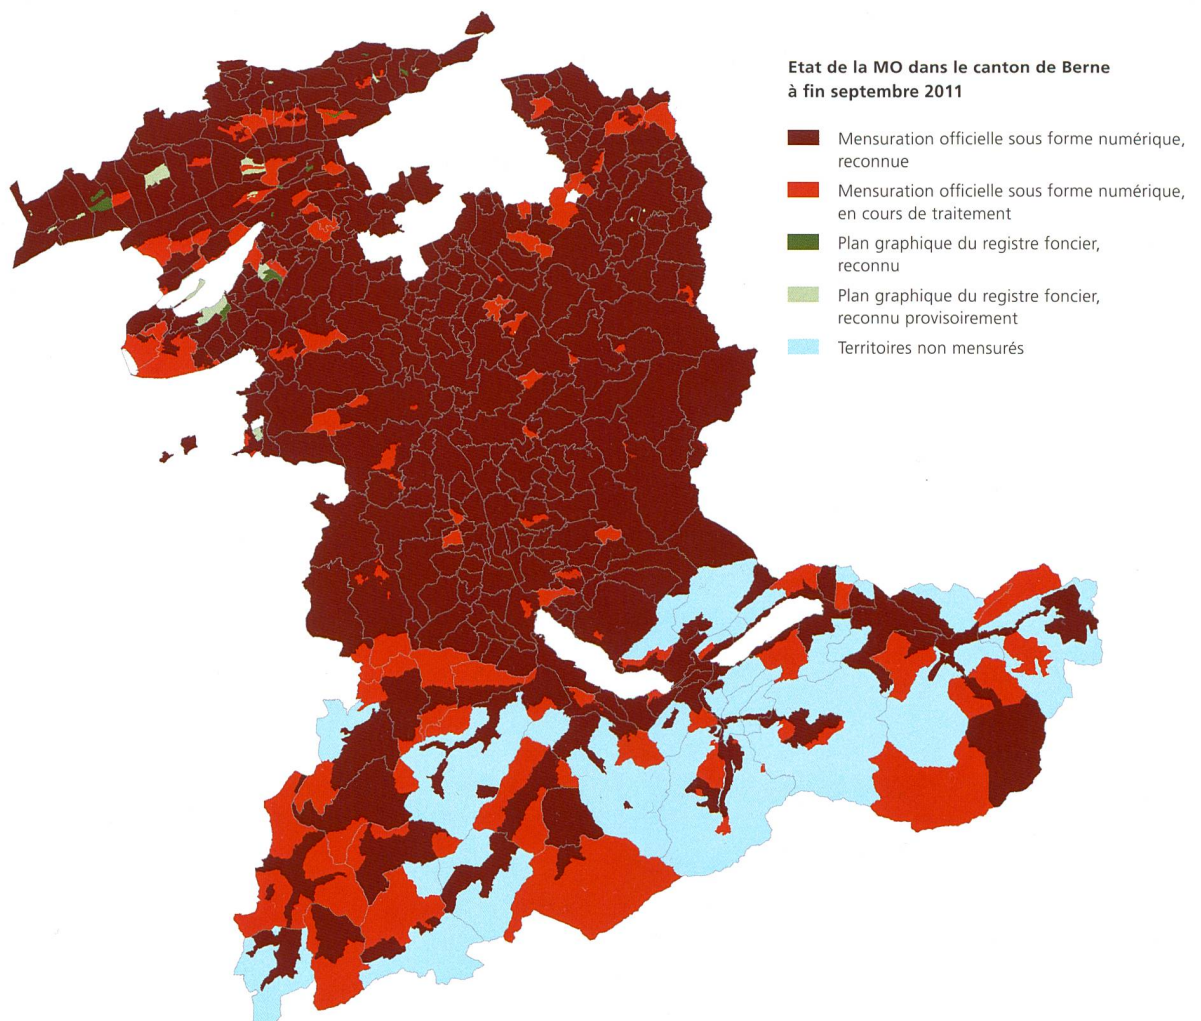 Etat de la MO dans le canton de Berne
à fin septembre 2011
Mensuration officielle sous forme numérique,
reconnue
Mensuration officielle sous forme numérique,
en cours de traitement
Plan graphique du registre foncier,
reconnu
Plan graphique du registre foncier,
reconnu provisoirement
Territoires non mensurés